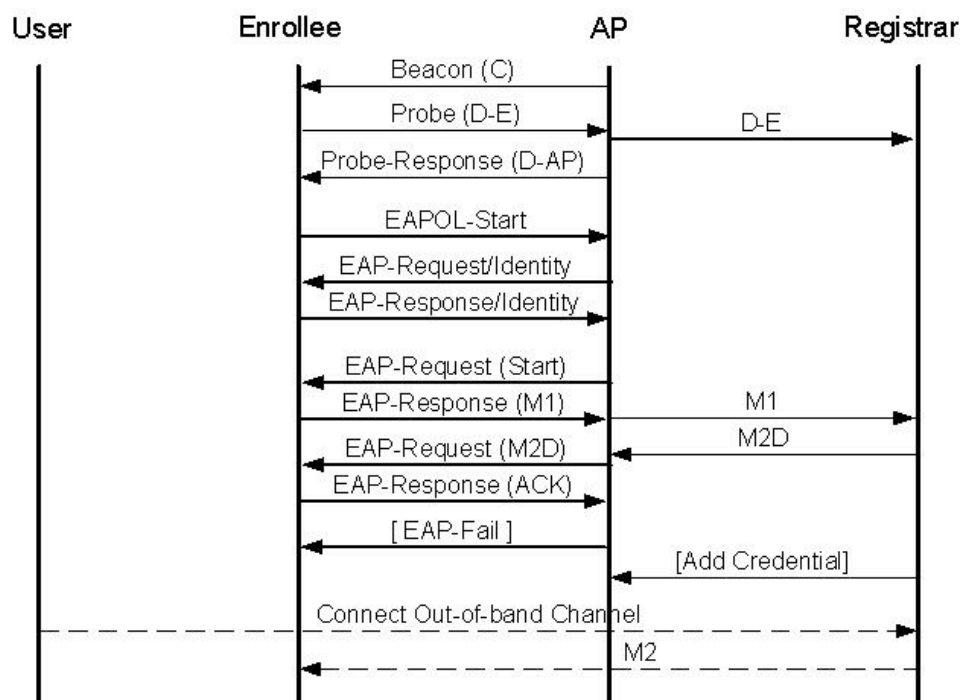 User Enrollee AP Registrar
Beacon (C)
Probe (D-E)
D-E
Probe-Response (D-AP)
EAPOL-Start
EAP-Request/Identity
EAP-Response/Identity
EAP-Request (Start)
EAP-Response (M1)
M1
M2D
EAP-Request (M2D)
EAP-Response (ACK)
[ EAP-Fail ]
[Add Credential]
Connect Out-of-band Channel
M2